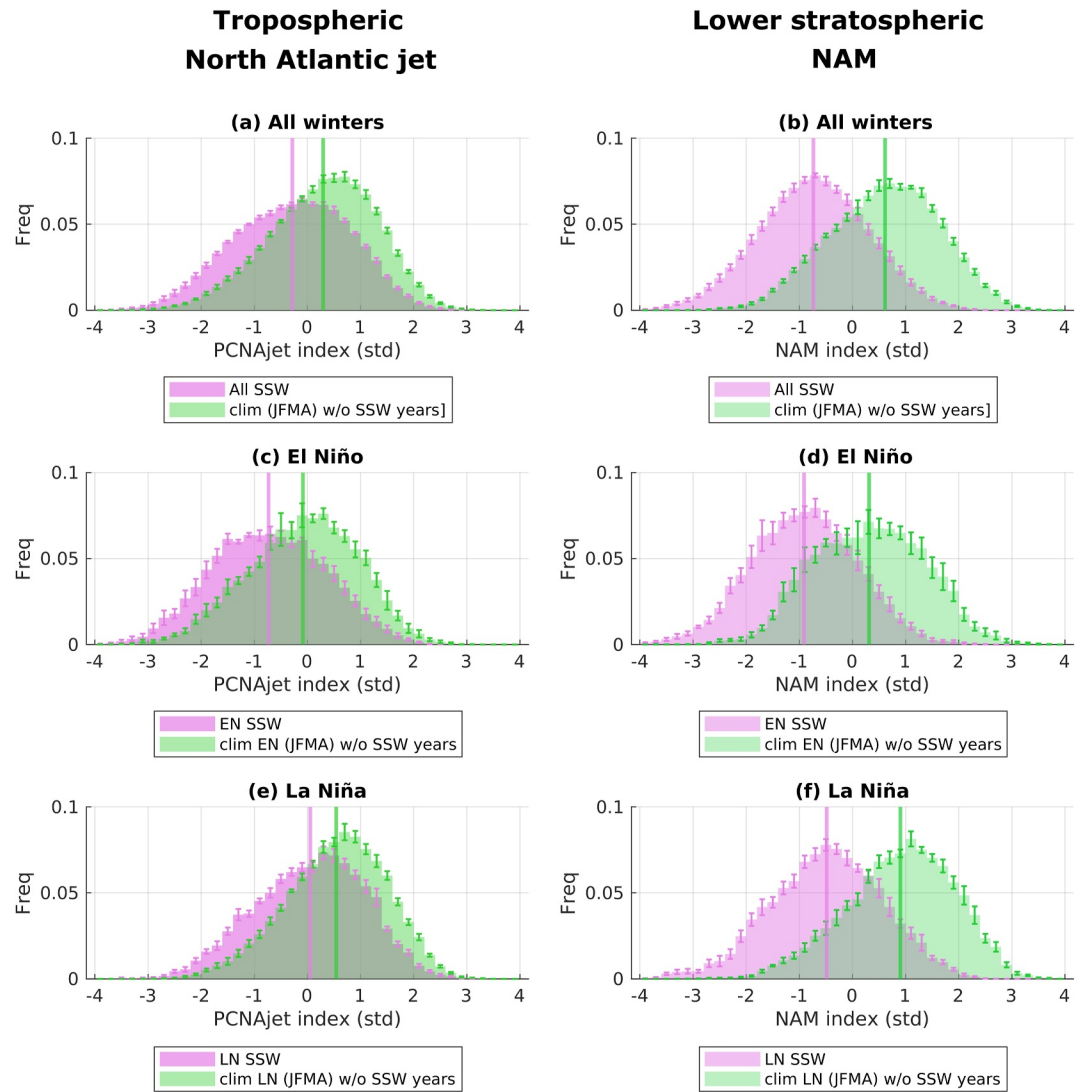 Tropospheric
North Atlantic jet
Lower stratospheric
NAM
(a) All winters
0.1
0.05
0
Freq
-4 -3 -2 -1 0 1 2 3 4
PCNAjet index (std)
All SSW
clim (JFMA) w/o SSW years]
(b) All winters
0.1
0.05
0
Freq
-4 -3 -2 -1 0 1 2 3 4
NAM index (std)
All SSW
clim (JFMA) w/o SSW years]
(c) El Niño
0.1
0.05
0
Freq
-4 -3 -2 -1 0 1 2 3 4
PCNAjet index (std)
EN SSW
clim EN (JFMA) w/o SSW years
(d) El Niño
0.1
0.05
0
Freq
-4 -3 -2 -1 0 1 2 3 4
NAM index (std)
EN SSW
clim EN (JFMA) w/o SSW years
(e) La Niña
0.1
0.05
0
Freq
-4 -3 -2 -1 0 1 2 3 4
PCNAjet index (std)
LN SSW
clim LN (JFMA) w/o SSW years
(f) La Niña
0.1
0.05
0
Freq
-4 -3 -2 -1 0 1 2 3 4
NAM index (std)
LN SSW
clim LN (JFMA) w/o SSW years